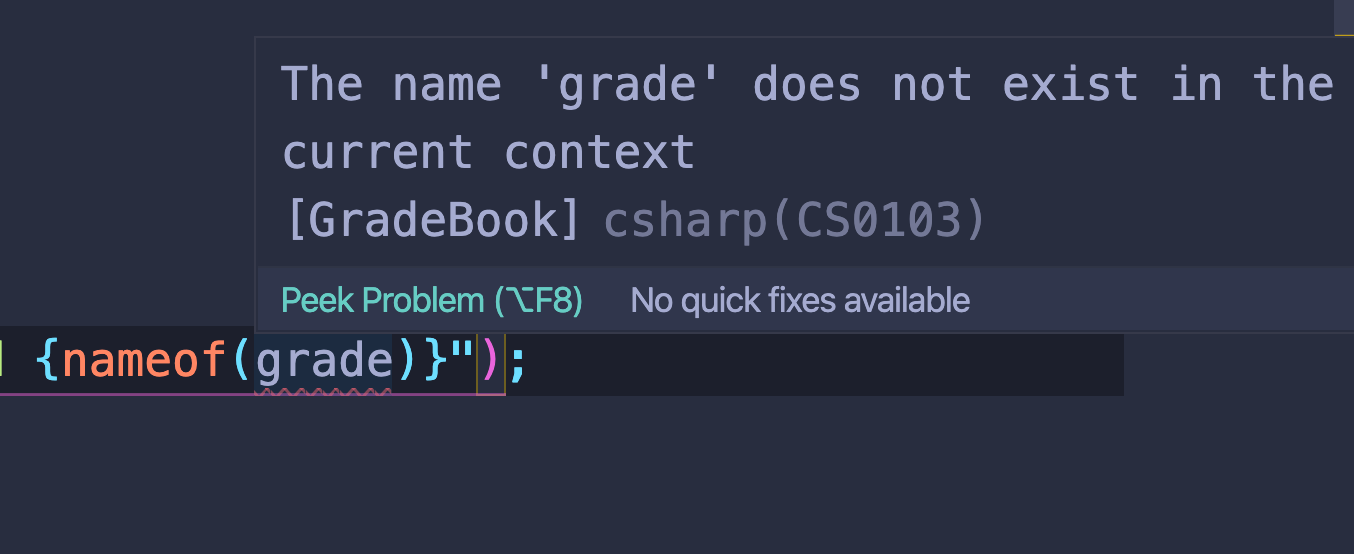 The name 'grade' does not exist in the
current context
[GradeBook] csharp(CS0103)
Peek Problem (⌥F8) No quick fixes available
{nameof(grade)}");